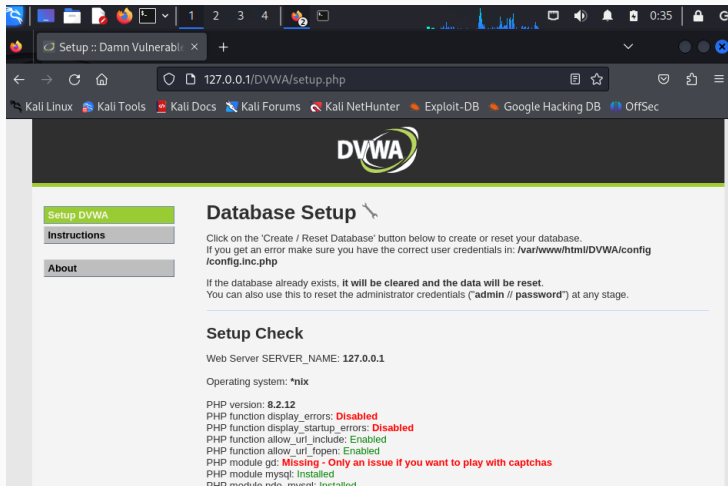 1 2 3 4 0:35 G
Setup :: Damn Vulnerabl
127.0.0.1/DVWA/setup.php
Kali Linux Kali Tools Kali Docs Kali Forums Kali NetHunter Exploit-DB Google Hacking DB OffSec
DVWA
Setup DVWA
Instructions
About
Database Setup
Click on the 'Create / Reset Database' button below to create or reset your database.
If you get an error make sure you have the correct user credentials in: /var/www/html/DVWA/config
/config.inc.php
If the database already exists, it will be cleared and the data will be reset.
You can also use this to reset the administrator credentials ("admin // password") at any stage.
Setup Check
Web Server SERVER_NAME: 127.0.0.1
Operating system: *nix
PHP version: 8.2.12
PHP function display_errors: Disabled
PHP function display_startup_errors: Disabled
PHP function allow_url_include: Enabled
PHP function allow_url_fopen: Enabled
PHP module gd: Missing - Only an issue if you want to play with captchas
PHP module mysql: Installed
PHP module pdo_mysql: Installed